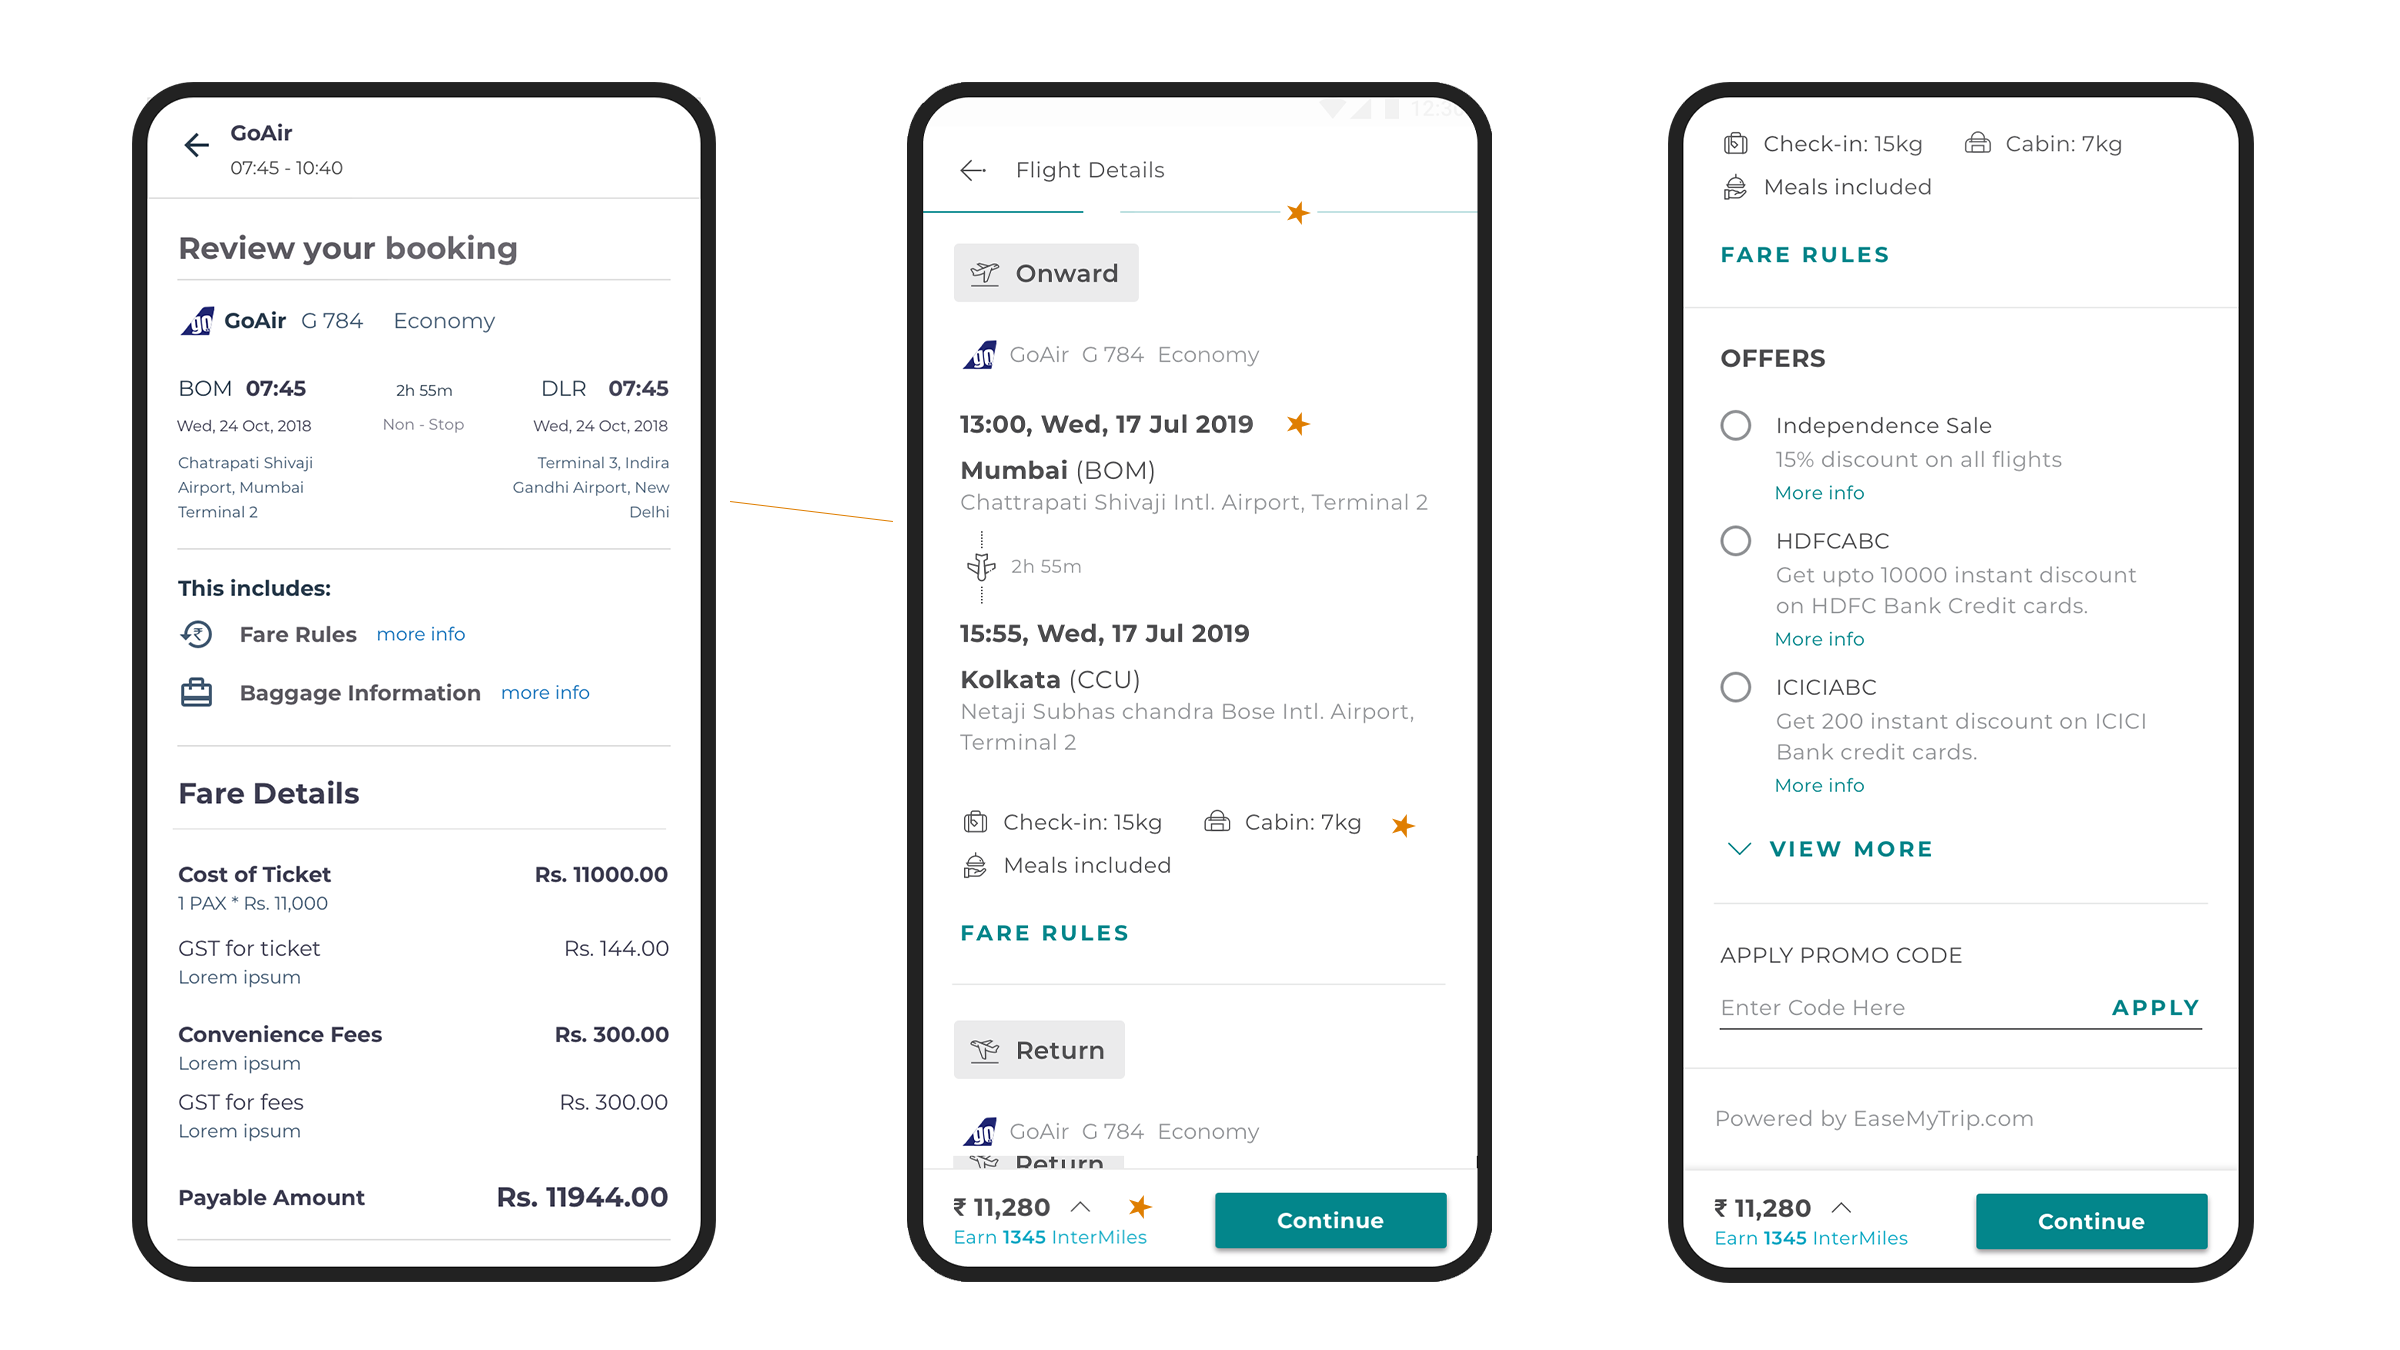 GoAir
07:45 - 10:40
Review your booking
go GoAir G 784 Economy
BOM 07:45 2h 55m DLR 07:45
Wed, 24 Oct, 2018 Non - Stop Wed, 24 Oct, 2018
Chatrapati Shivaji Terminal 3, Indira
Airport, Mumbai Gandhi Airport, New
Terminal 2 Delhi
This includes:
Fare Rules more info
Baggage Information more info
Fare Details
Cost of Ticket Rs. 11000.00
1 PAX * Rs. 11,000
GST for ticket Rs. 144.00
Lorem ipsum
Convenience Fees Rs. 300.00
Lorem ipsum
GST for fees Rs. 300.00
Lorem ipsum
Payable Amount Rs. 11944.00
Flight Details
Onward
go GoAir G 784 Economy
13:00, Wed, 17 Jul 2019
Mumbai (BOM)
Chattrapati Shivaji Intl. Airport, Terminal 2
2h 55m
15:55, Wed, 17 Jul 2019
Kolkata (CCU)
Netaji Subhas chandra Bose Intl. Airport,
Terminal 2
Check-in: 15kg Cabin: 7kg
Meals included
FARE RULES
Return
go GoAir G 784 Economy
Return
₹ 11,280
Earn 1345 InterMiles
Continue
Check-in: 15kg Cabin: 7kg
Meals included
FARE RULES
OFFERS
Independence Sale
15% discount on all flights
More info
HDFCABC
Get upto 10000 instant discount
on HDFC Bank Credit cards.
More info
ICICIABC
Get 200 instant discount on ICICI
Bank credit cards.
More info
VIEW MORE
APPLY PROMO CODE
Enter Code Here APPLY
Powered by EaseMyTrip.com
₹ 11,280
Earn 1345 InterMiles
Continue